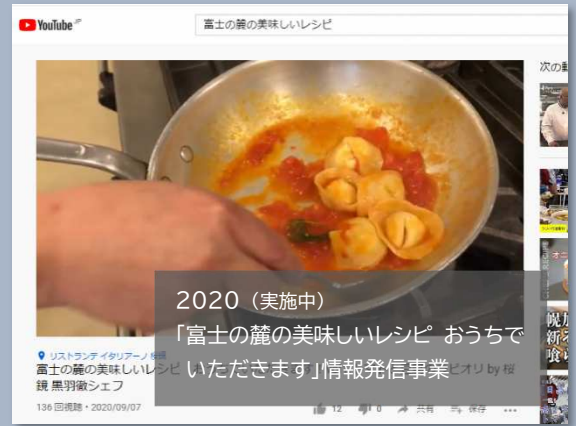 YouTube JP
富士の麓の美味しいレシピ
次の動
2020（実施中）
「富士の麓の美味しいレシピ おうちで
いただきます」情報発信事業
リストランテ イタリアーノ 桜鏡
富士の麓の美味しいレシピ
ビオリ by 桜
鏡 黒羽徹シェフ
136 回視聴・2020/09/07
12
0
共有
保存